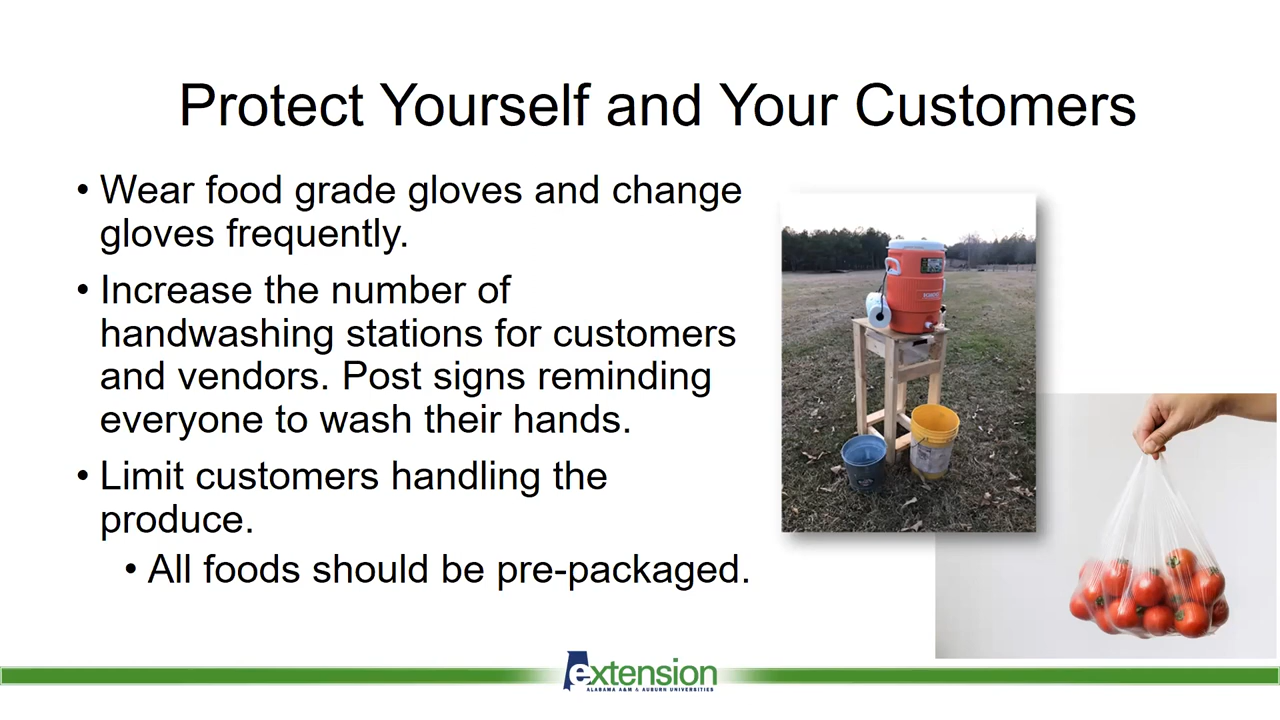 Protect Yourself and Your Customers
• Wear food grade gloves and change
gloves frequently.
• Increase the number of
handwashing stations for customers
and vendors. Post signs reminding
everyone to wash their hands.
• Limit customers handling the
produce.
• All foods should be pre-packaged.
IGLOO
extension
ALABAMA A&M & AUBURN UNIVERSITIES